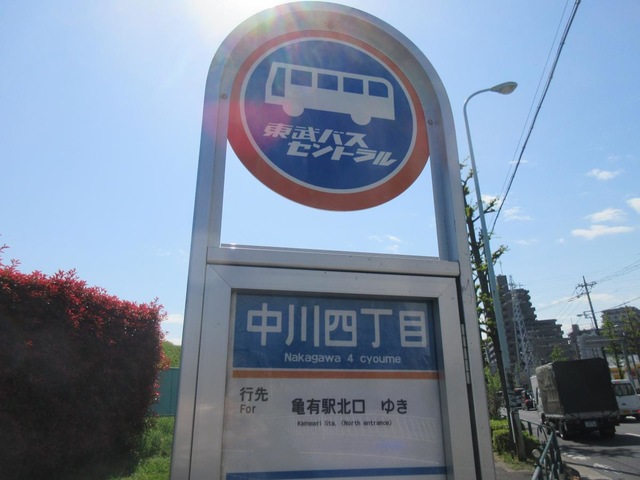 東武バス
セントラル
中川四丁目
Nakagawa 4 cyoume
行先
For
亀有駅北口 ゆき
Kameari Sta. (North entrance)